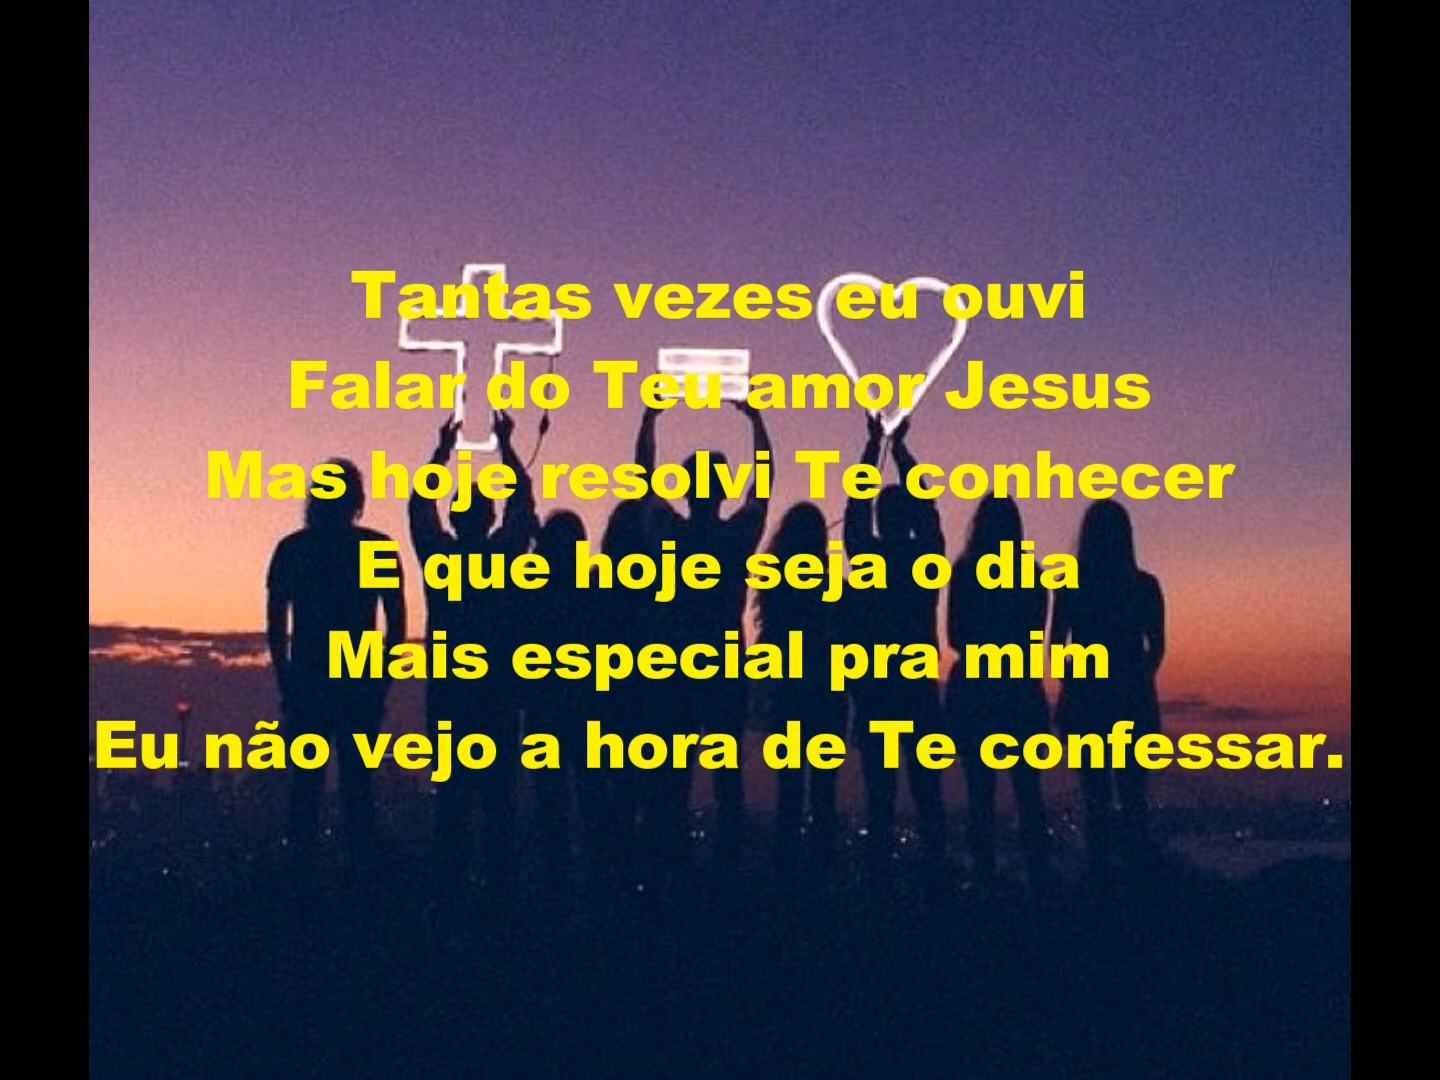 Tantas vezes eu ouvi
Falar do Teu amor Jesus
Mas hoje resolvi Te conhecer
E que hoje seja o dia
Mais especial pra mim
Eu não vejo a hora de Te confessar.